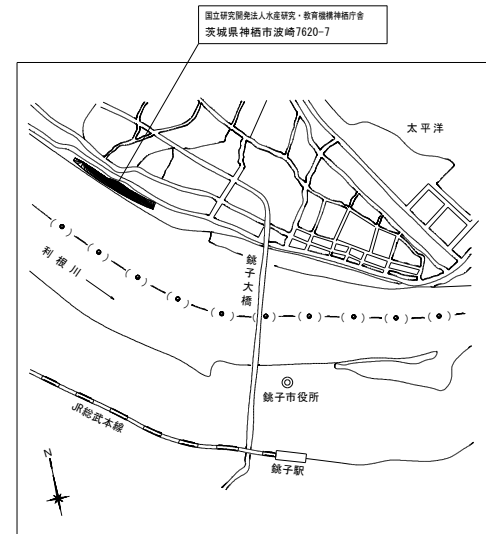 国立研究開発法人水産研究・教育機構神栖庁舎
茨城県神栖市波崎7620-7
太平洋
利根川
銚子大橋
銚子市役所
JR総武本線
銚子駅
N